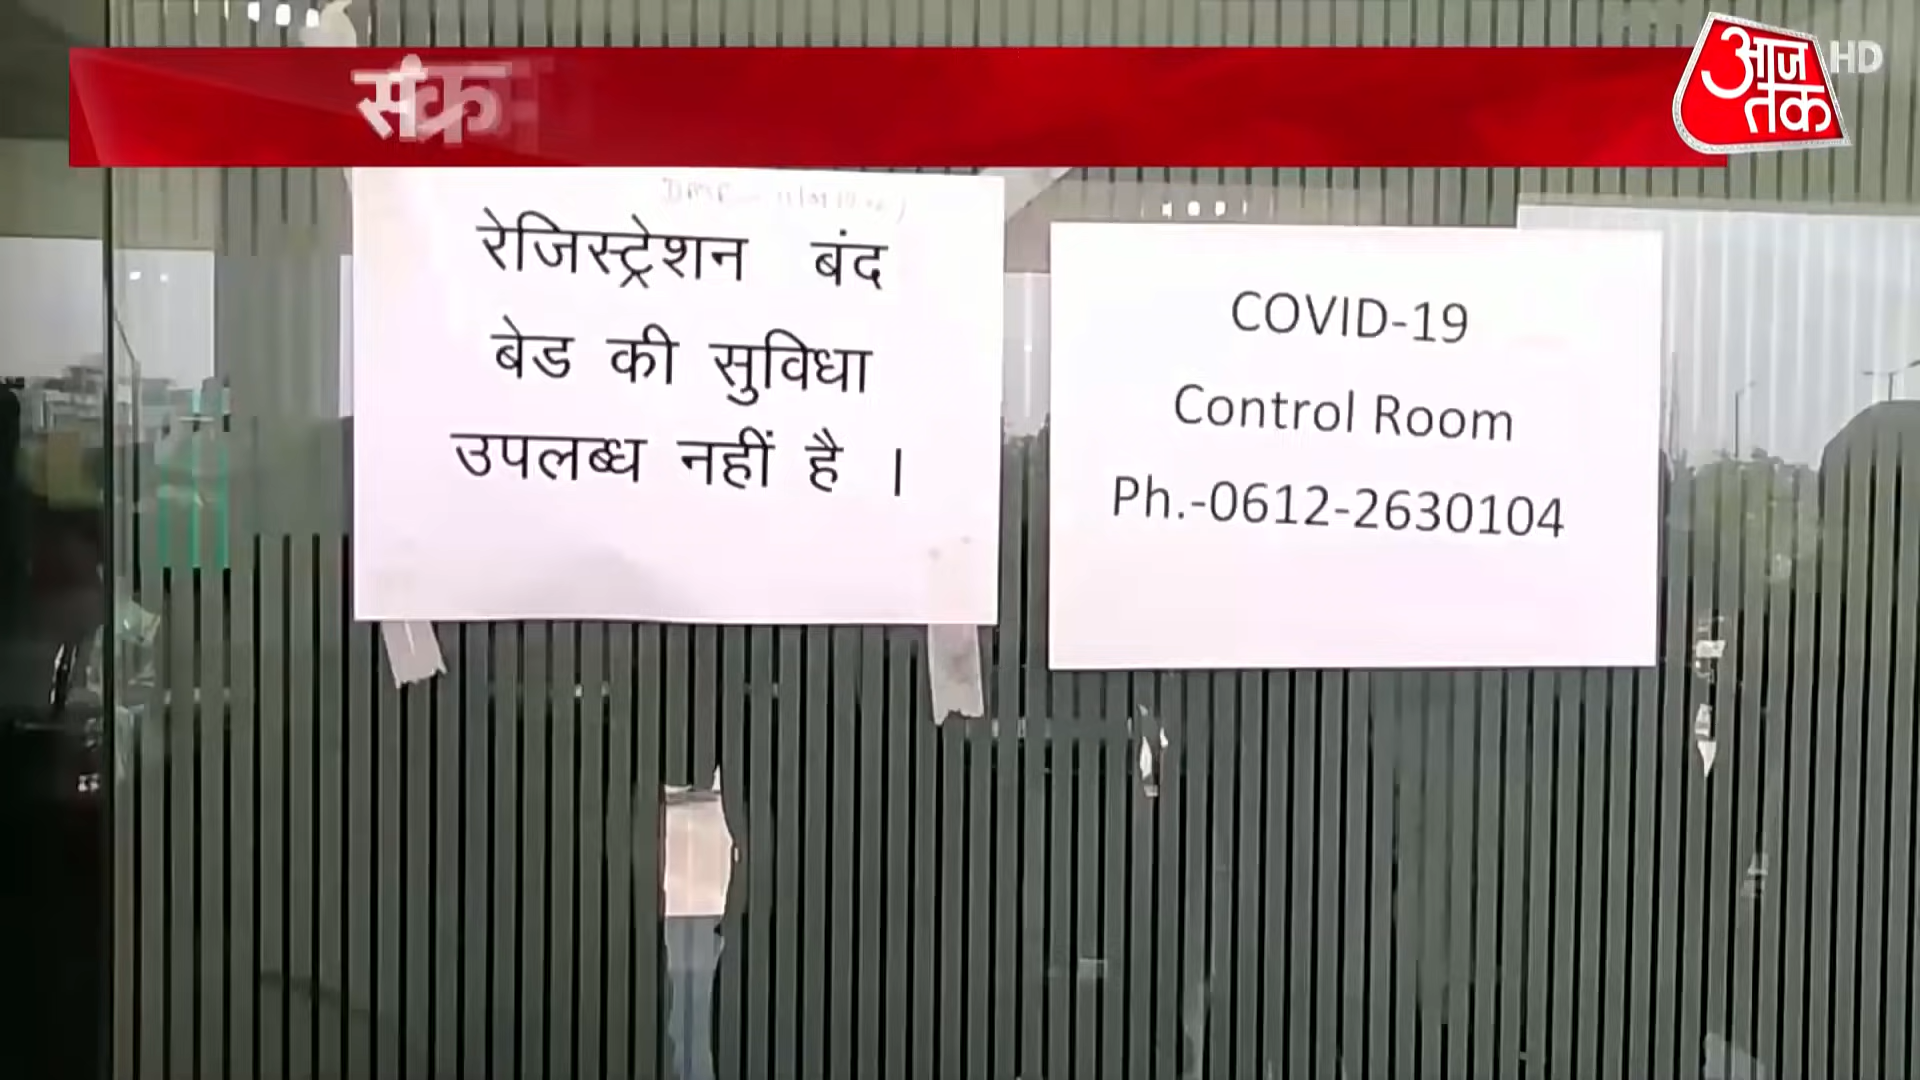 आज तक HD
रेजिस्ट्रेशन बंद
बेड की सुविधा
उपलब्ध नहीं है ।
COVID-19
Control Room
Ph.-0612-2630104